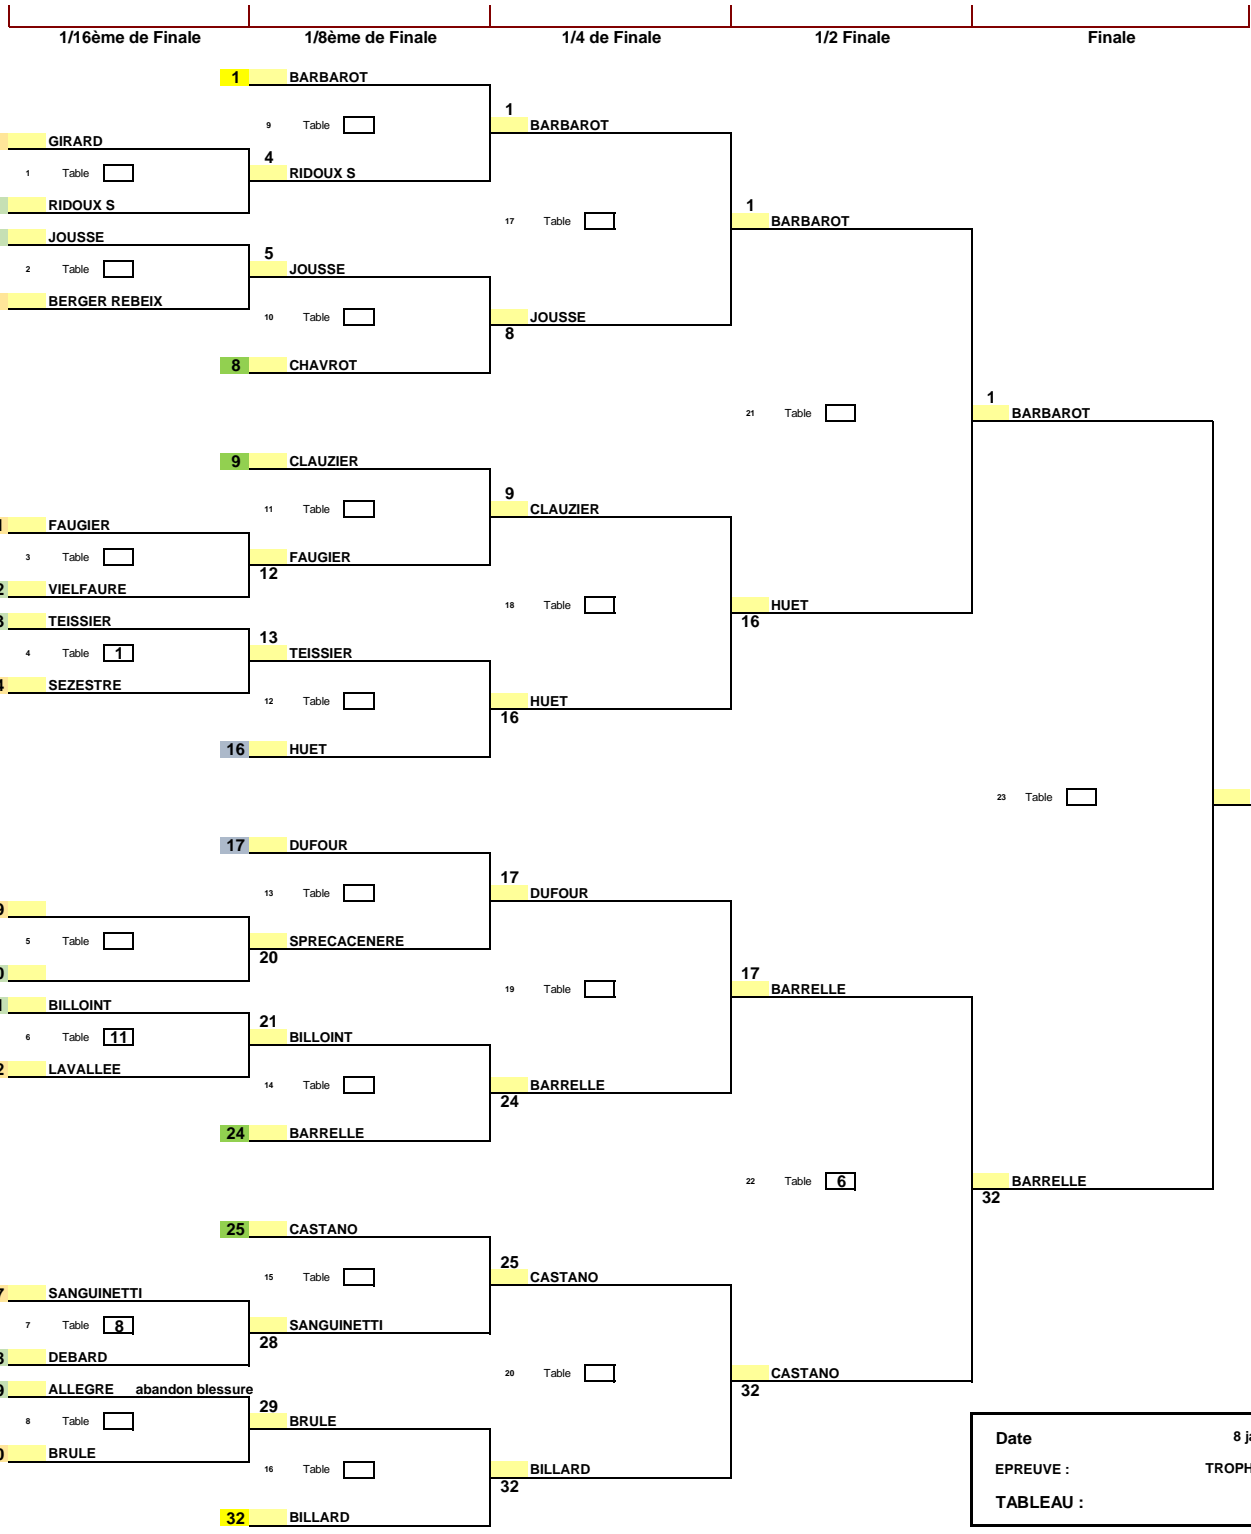 1/16ème de Finale 1/8ème de Finale 1/4 de Finale 1/2 Finale Finale
1 BARBAROT
1
9 Table BARBAROT
GIRARD
4
1 Table RIDOUX S
RIDOUX S
1
17 Table BARBAROT
JOUSSE
5
2 Table JOUSSE
BERGER REBEIX
10 Table JOUSSE
8
8 CHAVROT
1
21 Table BARBAROT
9 CLAUZIER
9
11 Table CLAUZIER
FAUGIER
3 Table FAUGIER
12
VIELFAURE
18 Table HUET
16
TEISSIER
13
4 Table 1 TEISSIER
SEZESTRE
12 Table HUET
16
16 HUET
23 Table
17 DUFOUR
17
13 Table DUFOUR
5 Table SPRECACENERE
20
17
19 Table BARRELLE
BILLOINT
21
6 Table 11 BILLOINT
LAVALLEE
14 Table BARRELLE
24
24 BARRELLE
22 Table 6 BARRELLE
32
25 CASTANO
25
15 Table CASTANO
SANGUINETTI
7 Table 8 SANGUINETTI
28
DEBARD
20 Table CASTANO
32
ALLEGRE abandon blessure
29
8 Table BRULE
BRULE
16 Table BILLARD
32
32 BILLARD
Date 8 ja
EPREUVE : TROPH
TABLEAU :